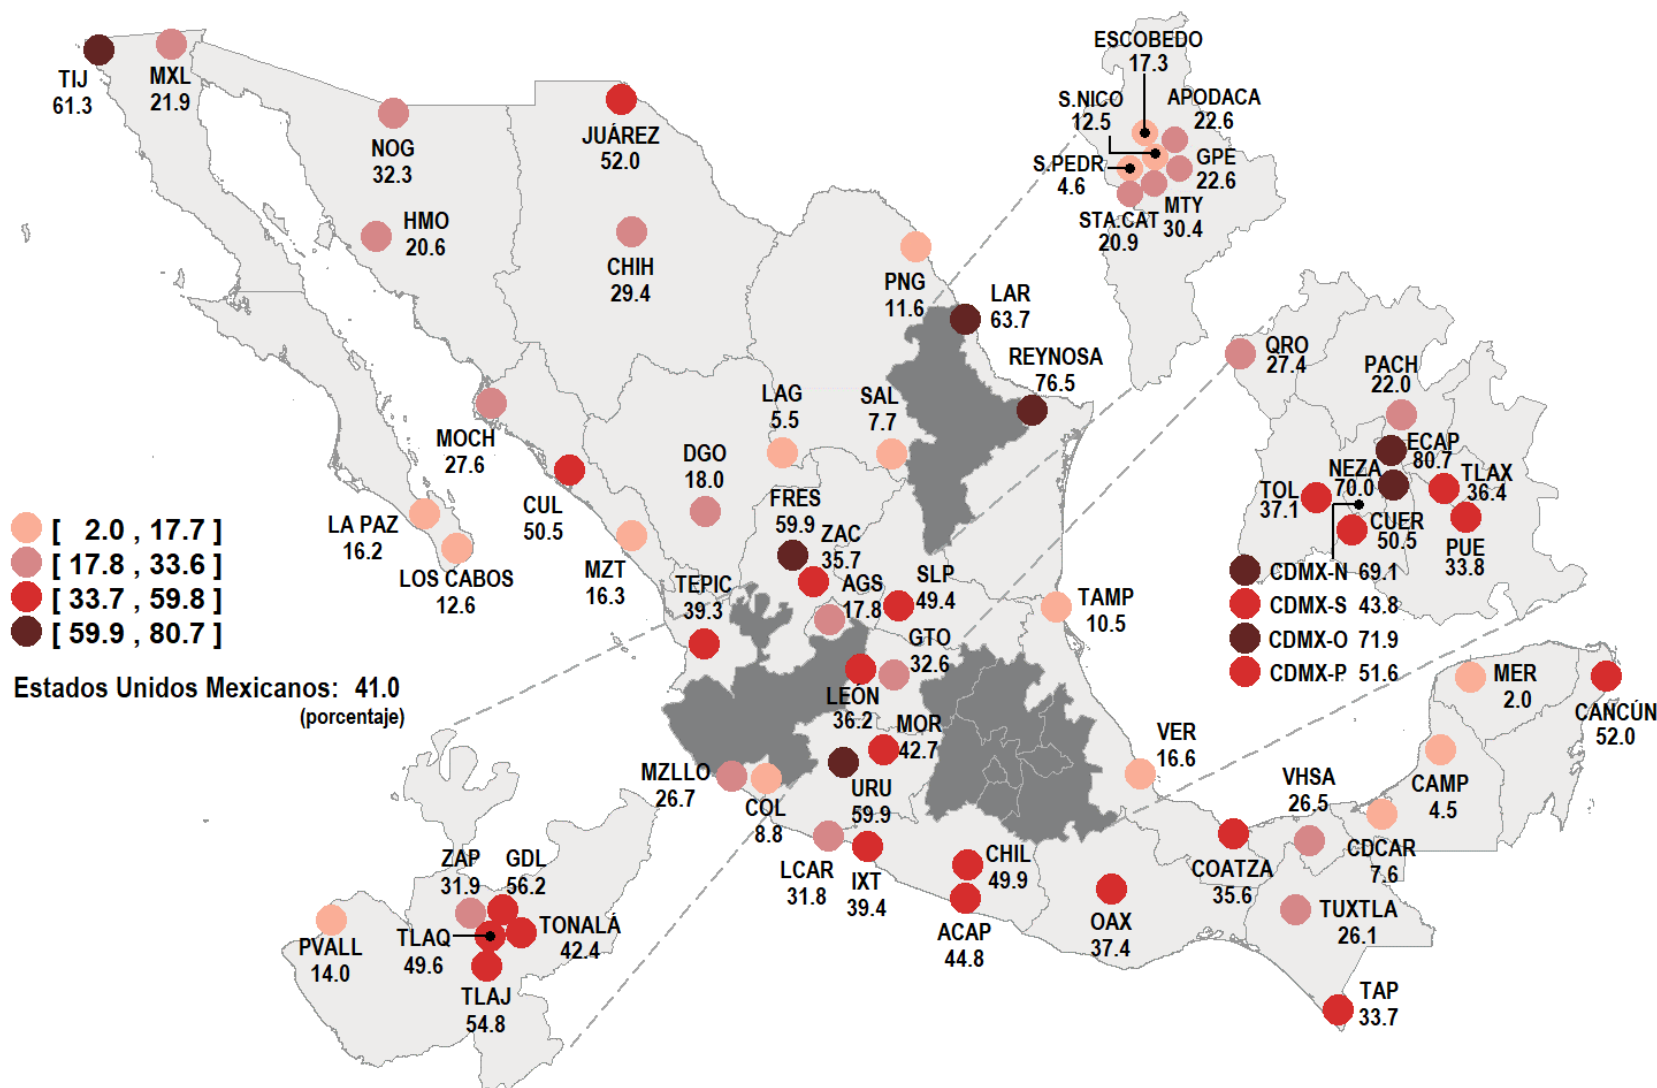 TIJ
61.3
MXL
21.9
NOG
32.3
HMO
20.6
JUÁREZ
52.0
CHIH
29.4
PNG
11.6
LAR
63.7
REYNOSA
76.5
ESCOBEDO
17.3
S.NICO
12.5
APODACA
22.6
S.PEDR
4.6
GPE
22.6
MTY
30.4
STA.CAT
20.9
MOCH
27.6
CUL
50.5
LA PAZ
16.2
LOS CABOS
12.6
MZT
16.3
DGO
18.0
LAG
5.5
SAL
7.7
FRES
59.9
ZAC
35.7
TEPIC
39.3
AGS
17.8
SLP
49.4
GTO
32.6
LEÓN
36.2
TAMP
10.5
MOR
42.7
URU
59.9
MZLLO
26.7
COL
8.8
LCAR
31.8
IXT
39.4
CHIL
49.9
ACAP
44.8
OAX
37.4
VER
16.6
COATZA
35.6
VHSA
26.5
TUXTLA
26.1
TAP
33.7
CDCAR
7.6
CAMP
4.5
MER
2.0
CANCÚN
52.0
QRO
27.4
PACH
22.0
ECAP
80.7
NEZA
70.0
TLAX
36.4
TOL
37.1
CUER
50.5
PUE
33.8
CDMX-N 69.1
CDMX-S 43.8
CDMX-O 71.9
CDMX-P 51.6
[ 2.0 , 17.7 ]
[ 17.8 , 33.6 ]
[ 33.7 , 59.8 ]
[ 59.9 , 80.7 ]
Estados Unidos Mexicanos: 41.0
(porcentaje)
ZAP
31.9
GDL
56.2
TONALÁ
42.4
TLAQ
49.6
PVALL
14.0
TLAJ
54.8